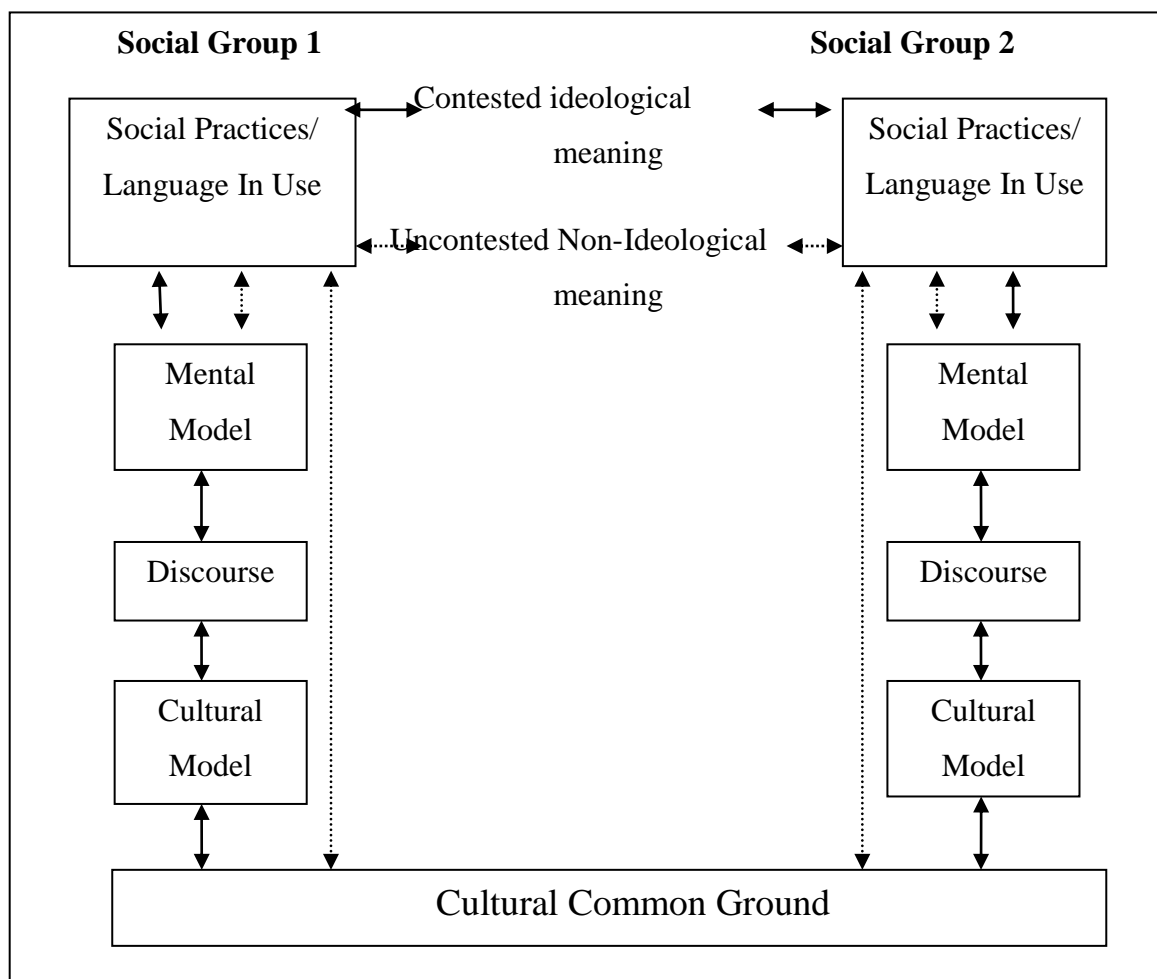 Social Group 1
Social Group 2
Contested ideological
meaning
Social Practices/
Language In Use
Social Practices/
Language In Use
Uncontested Non-Ideological
meaning
Mental
Model
Mental
Model
Discourse
Discourse
Cultural
Model
Cultural
Model
Cultural Common Ground